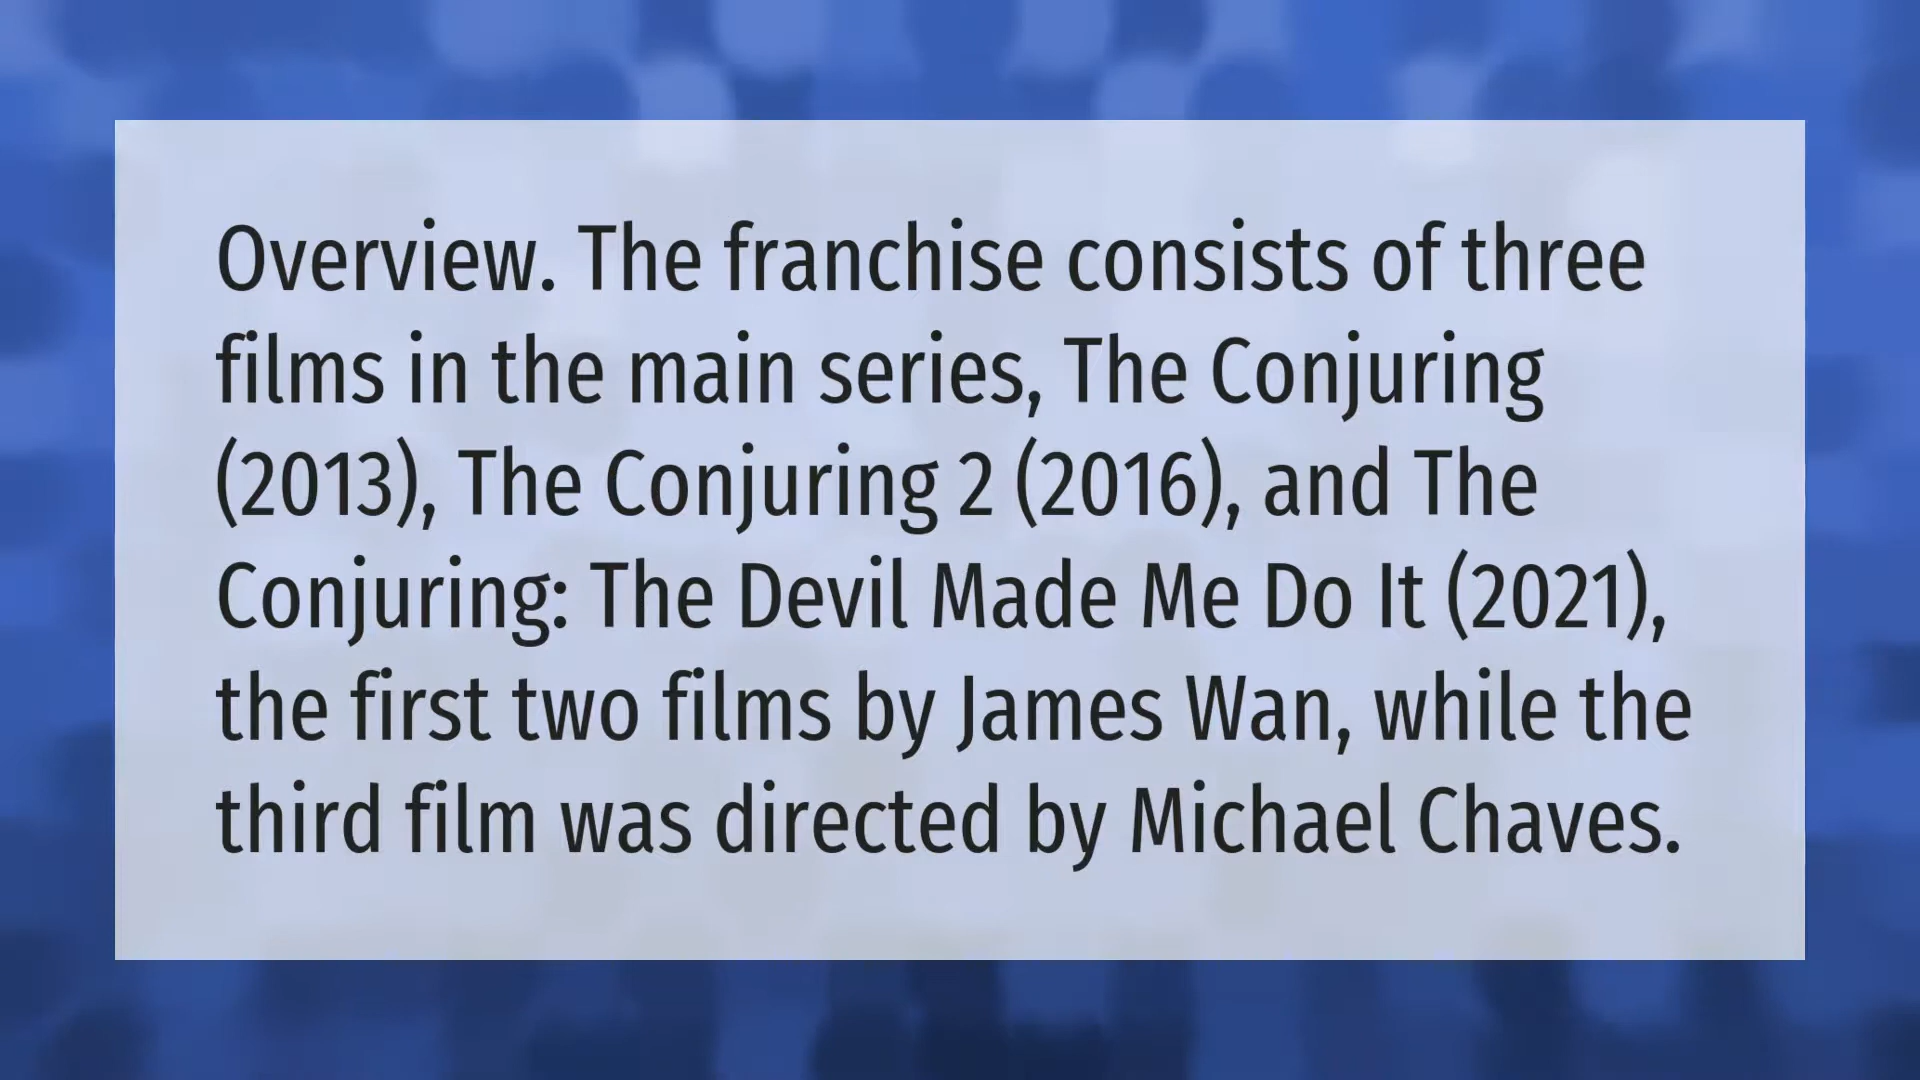 Overview. The franchise consists of three
films in the main series, The Conjuring
(2013), The Conjuring 2 (2016), and The
Conjuring: The Devil Made Me Do It (2021),
the first two films by James Wan, while the
third film was directed by Michael Chaves.